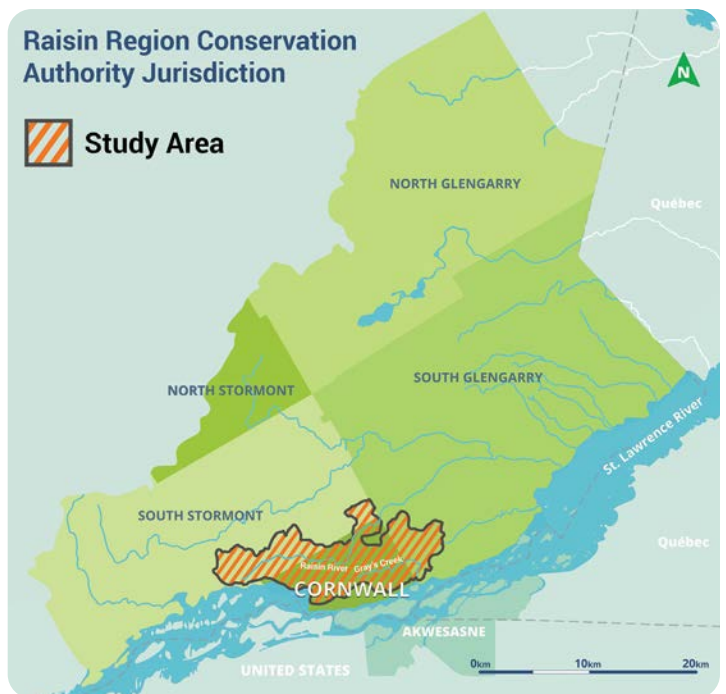 Raisin Region Conservation
Authority Jurisdiction
N
Study Area
NORTH GLENGARRY
Québec
NORTH STORMONT
SOUTH GLENGARRY
St. Lawrence River
SOUTH STORMONT
Québec
Raisin River Gray's Creek
CORNWALL
AKWESASNE
UNITED STATES
0km 10km 20km